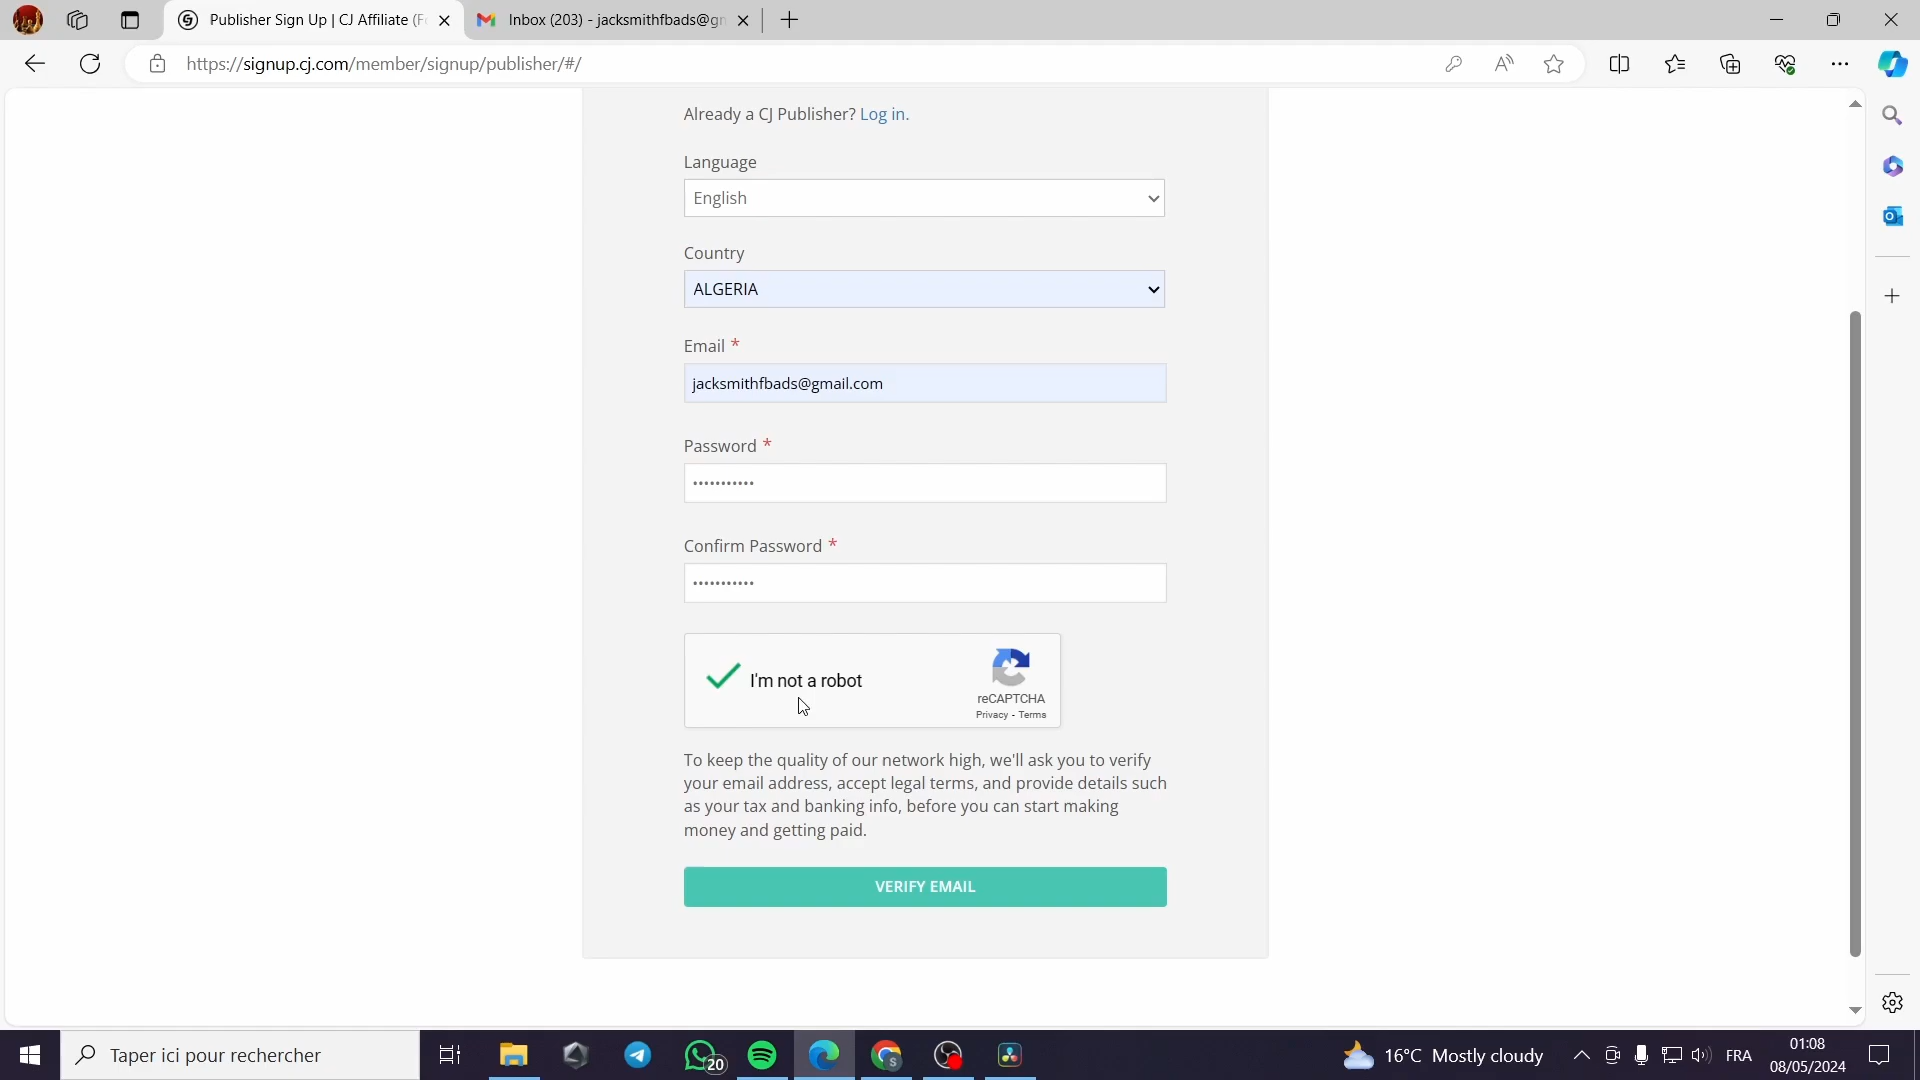 Publisher Sign Up | CJ Affiliate (F
Inbox (203) - jacksmithfbads@gm
https://signup.cj.com/member/signup/publisher/#/
Already a CJ Publisher? Log in.
Language
English
Country
ALGERIA
Email *
jacksmithfbads@gmail.com
Password *
•••••••••••
Confirm Password *
•••••••••••
I'm not a robot
reCAPTCHA
Privacy - Terms
To keep the quality of our network high, we'll ask you to verify
your email address, accept legal terms, and provide details such
as your tax and banking info, before you can start making
money and getting paid.
VERIFY EMAIL
Taper ici pour rechercher
20
16°C Mostly cloudy
FRA
01:08
08/05/2024